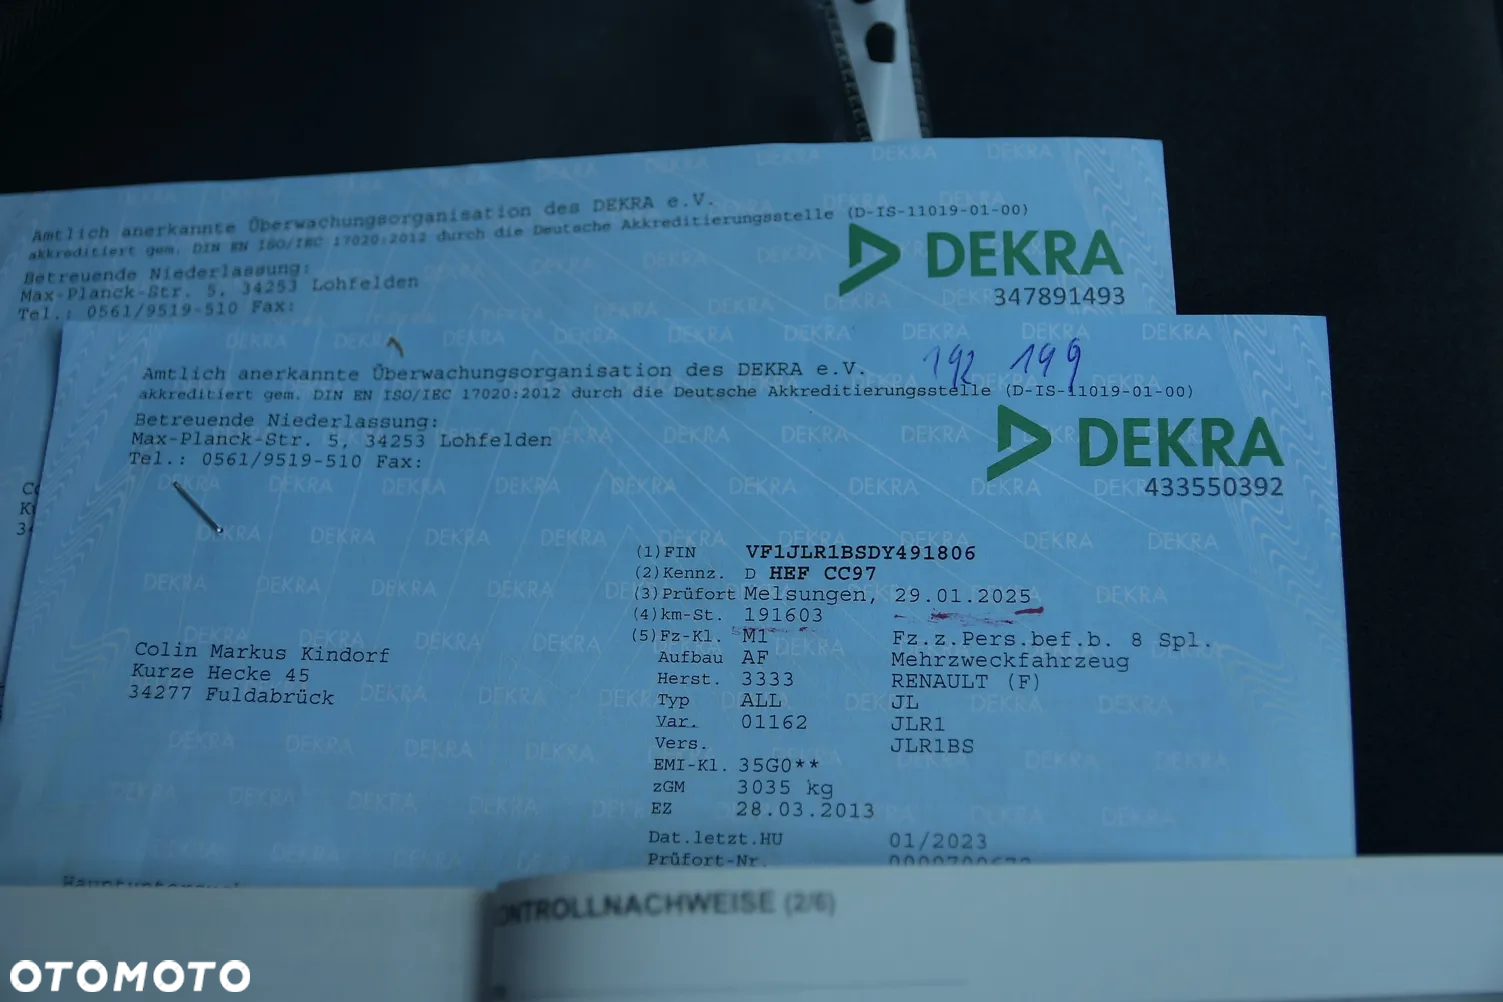 Amtlich anerkannte Überwachungsorganisation des DEKRA e.V.
akkreditiert gem. DIN EN ISO/IEC 17020:2012 durch die Deutsche Akkreditierungsstelle (D-IS-11019-01-00)
DEKRA
347891493
Betreuende Niederlassung:
Max-Planck-Str. 5, 34253 Lohfelden
Tel.: 0561/9519-510 Fax:
192 199
Amtlich anerkannte Überwachungsorganisation des DEKRA e.V.
akkreditiert gem. DIN EN ISO/IEC 17020:2012 durch die Deutsche Akkreditierungsstelle (D-IS-11019-01-00)
DEKRA
433550392
Betreuende Niederlassung:
Max-Planck-Str. 5, 34253 Lohfelden
Tel.: 0561/9519-510 Fax:
(1) FIN VF1JLR1BSDY491806
(2) Kennz. D HEF CC97
(3) Prüfort Melsungen, 29.01.2025
(4) km-St. 191603
(5) Fz.-Kl. M1 Fz.z.Pers.bef.b. 8 Spl.
Aufbau AF Mehrzweckfahrzeug
Herst. 3333 RENAULT (F)
Typ ALL JL
Var. 01162 JLR1
Vers. JLR1BS
EMI-Kl. 35G0**
zGM 3035 kg
EZ 28.03.2013
Dat.letzt.HU 01/2023
Prüfort-Nr.
Colin Markus Kindorf
Kurze Hecke 45
34277 Fuldabrück
ONTROLLNACHWEISE (2/6)
OTOMOTO